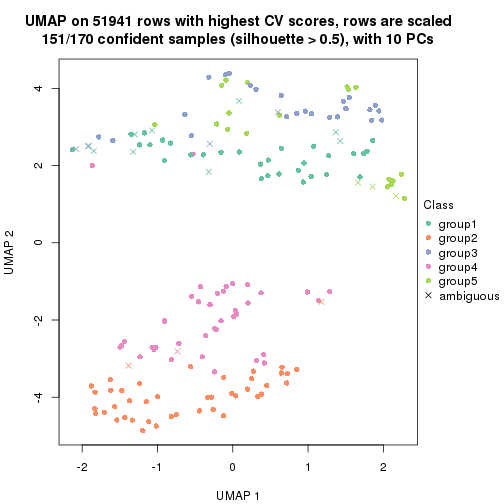 UMAP on 51941 rows with highest CV scores, rows are scaled
151/170 confident samples (silhouette > 0.5), with 10 PCs
4
2
0
-2
-4
UMAP 2
-2
-1
0
1
2
UMAP 1
Class
group1
group2
group3
group4
group5
ambiguous